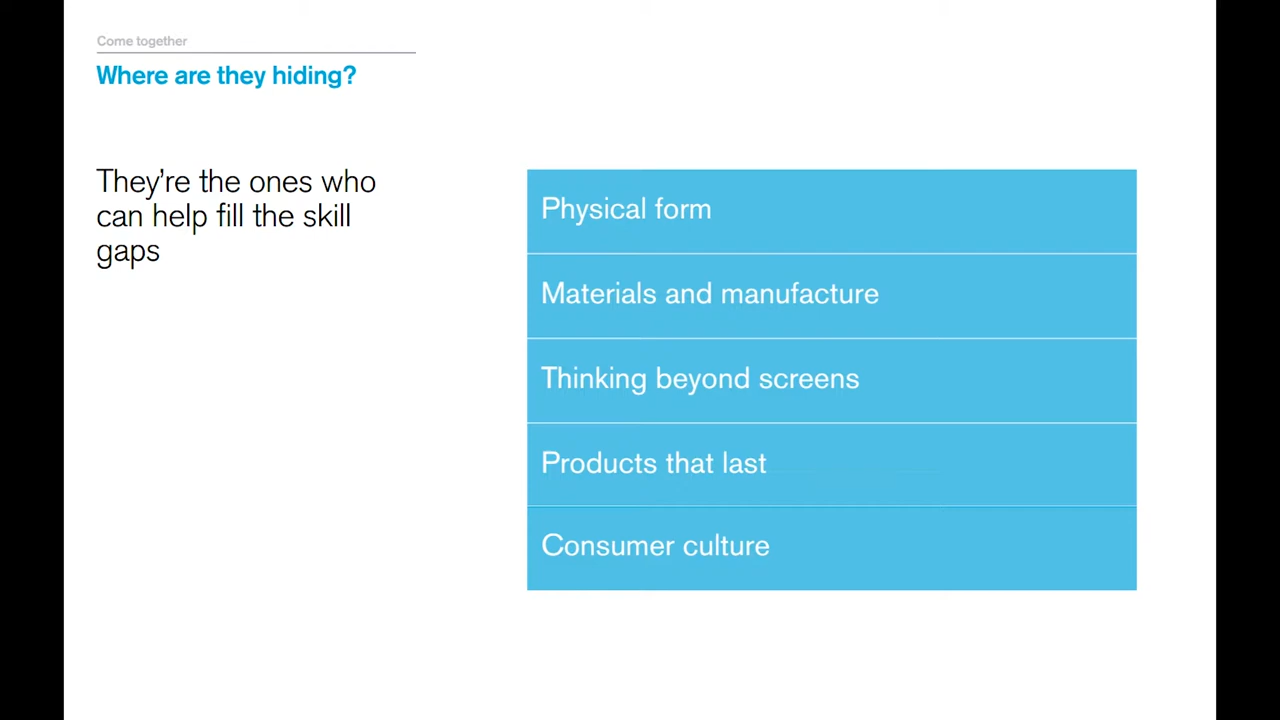 Come together
Where are they hiding?
They're the ones who
can help fill the skill
gaps
Physical form
Materials and manufacture
Thinking beyond screens
Products that last
Consumer culture